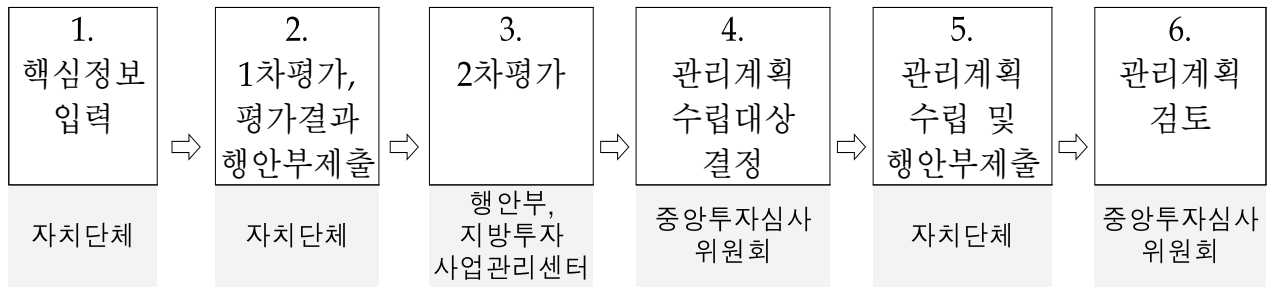 1.
핵심정보
입력
2.
1차평가,
평가결과
행안부제출
3.
2차평가
4.
관리계획
수립대상
결정
5.
관리계획
수립 및
행안부제출
6.
관리계획
검토
자치단체
자치단체
행안부,
지방투자
사업관리센터
중앙투자심사
위원회
자치단체
중앙투자심사
위원회